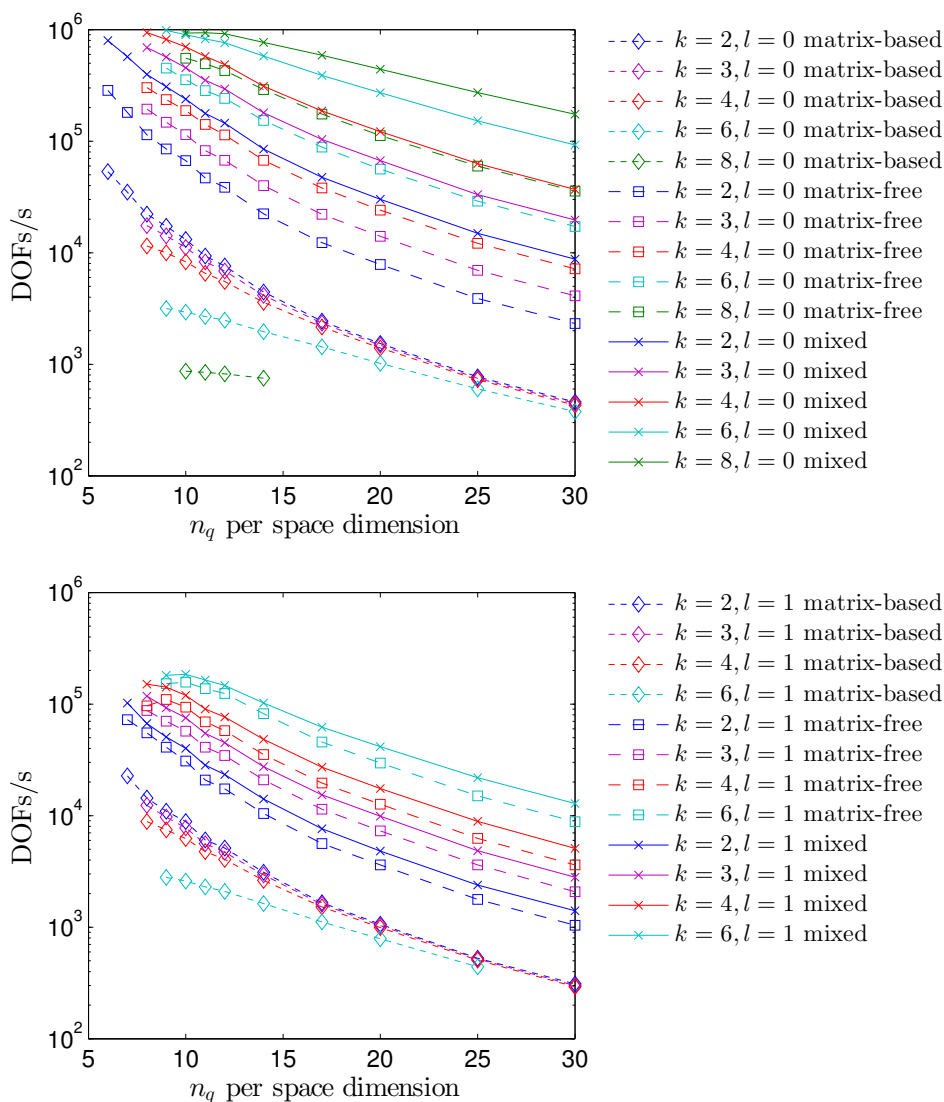 10^6
10^5
10^4
10^3
10^2
DOFs/s
5 10 15 20 25 30
n_q per space dimension
k = 2, l = 0 matrix-based
k = 3, l = 0 matrix-based
k = 4, l = 0 matrix-based
k = 6, l = 0 matrix-based
k = 8, l = 0 matrix-based
k = 2, l = 0 matrix-free
k = 3, l = 0 matrix-free
k = 4, l = 0 matrix-free
k = 6, l = 0 matrix-free
k = 8, l = 0 matrix-free
k = 2, l = 0 mixed
k = 3, l = 0 mixed
k = 4, l = 0 mixed
k = 6, l = 0 mixed
k = 8, l = 0 mixed
10^6
10^5
10^4
10^3
10^2
DOFs/s
5 10 15 20 25 30
n_q per space dimension
k = 2, l = 1 matrix-based
k = 3, l = 1 matrix-based
k = 4, l = 1 matrix-based
k = 6, l = 1 matrix-based
k = 2, l = 1 matrix-free
k = 3, l = 1 matrix-free
k = 4, l = 1 matrix-free
k = 6, l = 1 matrix-free
k = 2, l = 1 mixed
k = 3, l = 1 mixed
k = 4, l = 1 mixed
k = 6, l = 1 mixed